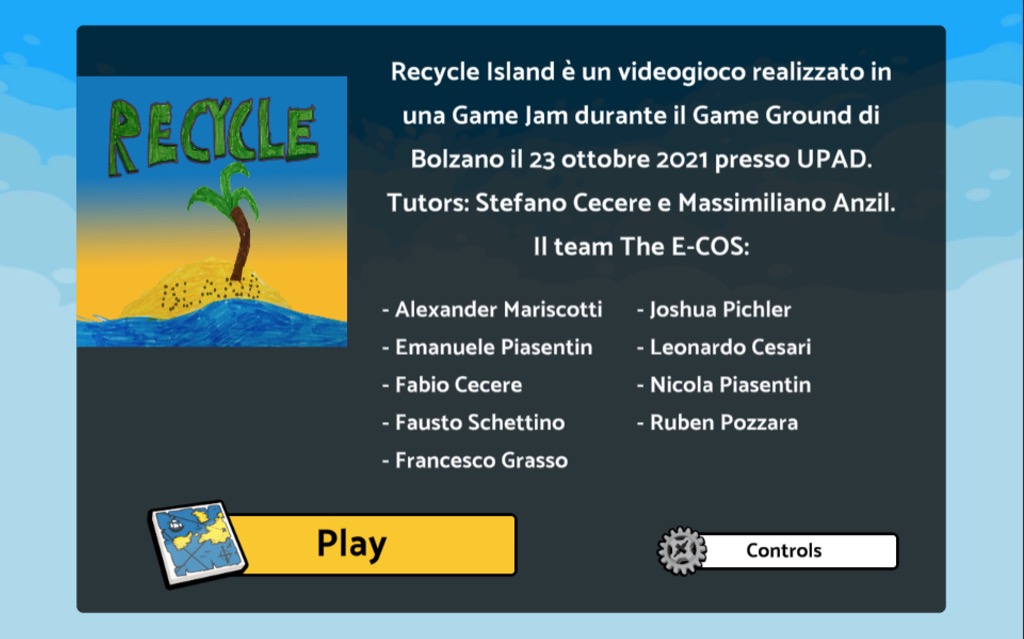 RECYCLE
ISLAND
Recycle Island è un videogioco realizzato in
una Game Jam durante il Game Ground di
Bolzano il 23 ottobre 2021 presso UPAD.
Tutors: Stefano Cecere e Massimiliano Anzil.
Il team The E-COS:
- Alexander Mariscotti
- Emanuele Piasentin
- Fabio Cecere
- Fausto Schettino
- Francesco Grasso
- Joshua Pichler
- Leonardo Cesari
- Nicola Piasentin
- Ruben Pozzara
Play
Controls